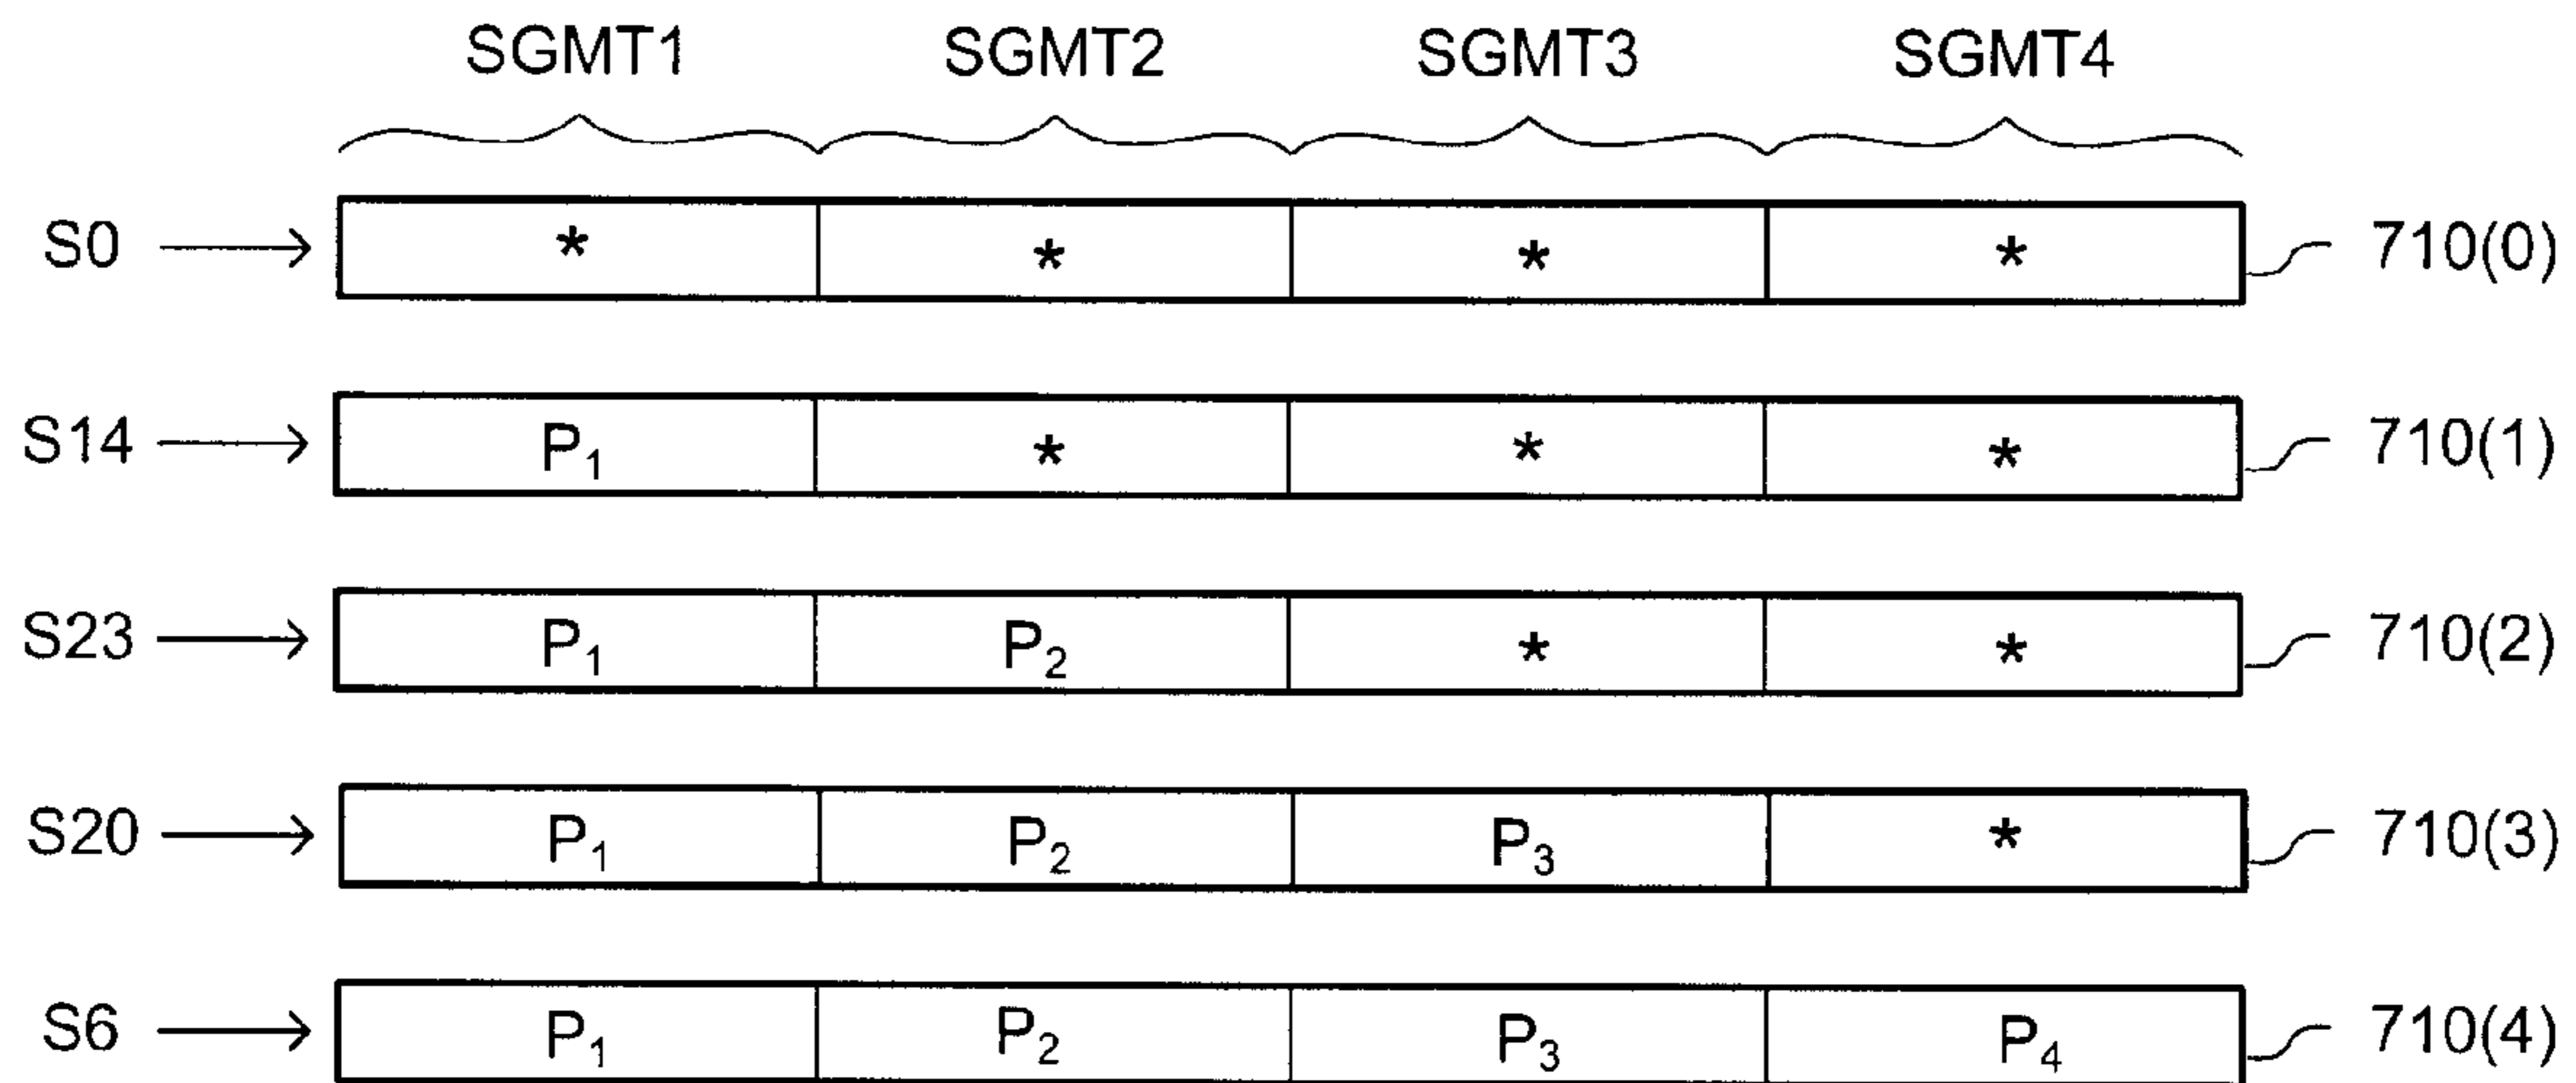 SGMT1 SGMT2 SGMT3 SGMT4
S0 * * * * 710(0)
S14 P₁ * * * 710(1)
S23 P₁ P₂ * * 710(2)
S20 P₁ P₂ P₃ * 710(3)
S6 P₁ P₂ P₃ P₄ 710(4)